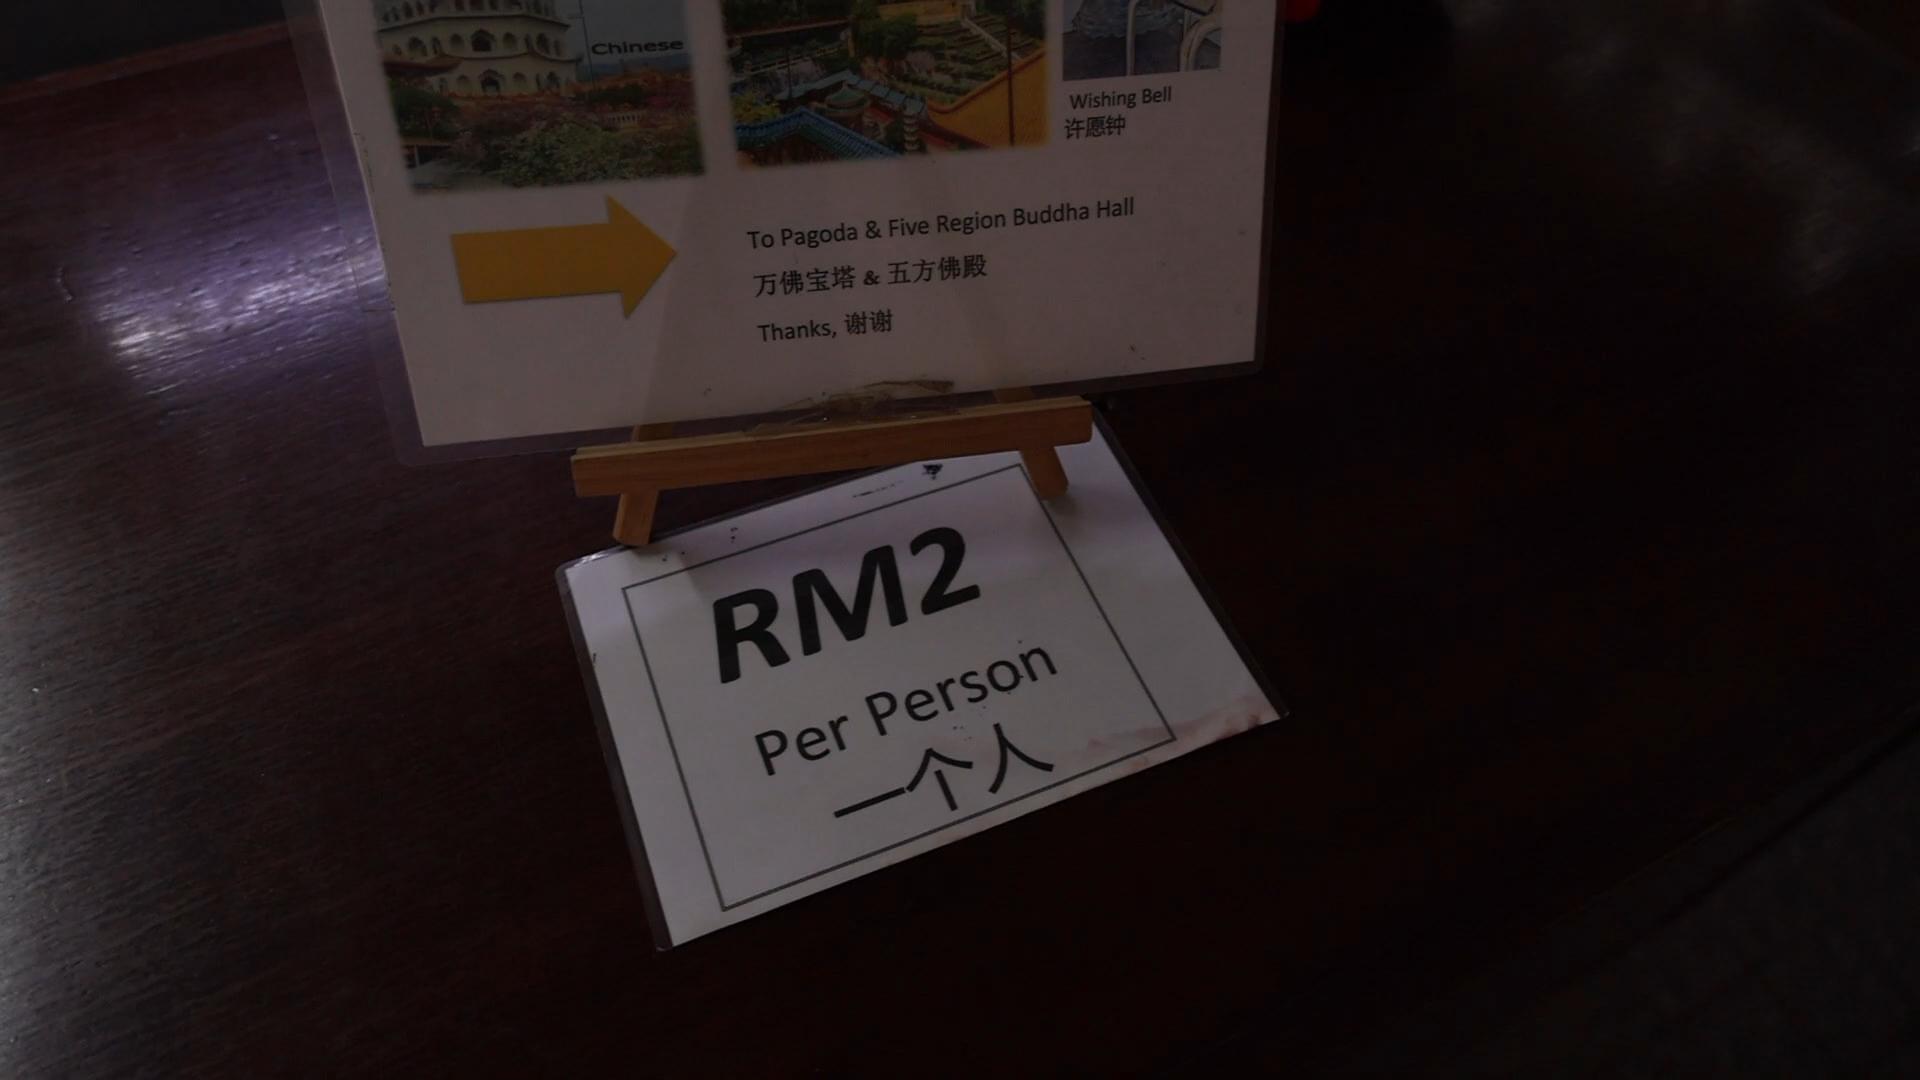 Chinese
Wishing Bell
许愿钟
To Pagoda & Five Region Buddha Hall
万佛宝塔 & 五方佛殿
Thanks, 谢谢
RM2
Per Person
一个人